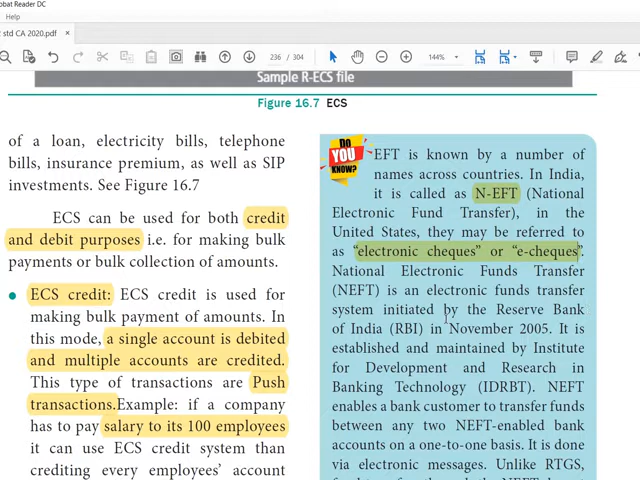 obat Reader DC
Help
t std CA 2020.pdf ×
236 / 304
144%
Sample R-ECS file
Figure 16.7 ECS
of a loan, electricity bills, telephone
bills, insurance premium, as well as SIP
investments. See Figure 16.7
ECS can be used for both credit
and debit purposes i.e. for making bulk
payments or bulk collection of amounts.
• ECS credit: ECS credit is used for
making bulk payment of amounts. In
this mode, a single account is debited
and multiple accounts are credited.
This type of transactions are Push
transactions.Example: if a company
has to pay salary to its 100 employees
it can use ECS credit system than
crediting every employees’ account
DO
YOU
KNOW?
EFT is known by a number of
names across countries. In India,
it is called as N-EFT (National
Electronic Fund Transfer), in the
United States, they may be referred to
as “electronic cheques” or “e-cheques”.
National Electronic Funds Transfer
(NEFT) is an electronic funds transfer
system initiated by the Reserve Bank
of India (RBI) in November 2005. It is
established and maintained by Institute
for Development and Research in
Banking Technology (IDRBT). NEFT
enables a bank customer to transfer funds
between any two NEFT-enabled bank
accounts on a one-to-one basis. It is done
via electronic messages. Unlike RTGS,